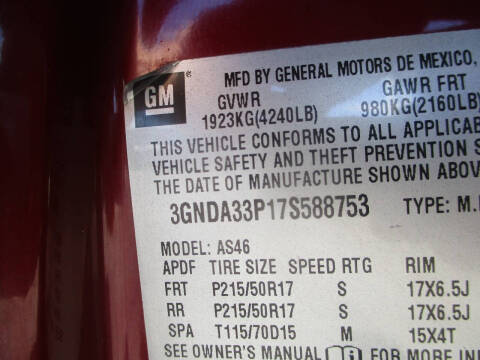 GM
MFD BY GENERAL MOTORS DE MEXICO,
GVWR GAWR FRT
1923KG(4240LB) 980KG(2160LB)
THIS VEHICLE CONFORMS TO ALL
VEHICLE SAFETY AND THEFT PREVENTION
THE DATE OF MANUFACTURE SHOWN
3GNDA33P17S588753 TYPE:
MODEL: AS46
APDF TIRE SIZE SPEED RTG RIM
FRT P215/50R17 S 17X6.5J
RR P215/50R17 S 17X6.5J
SPA T115/70D15 M 15X4T
SEE OWNER'S MANUAL FOR MORE